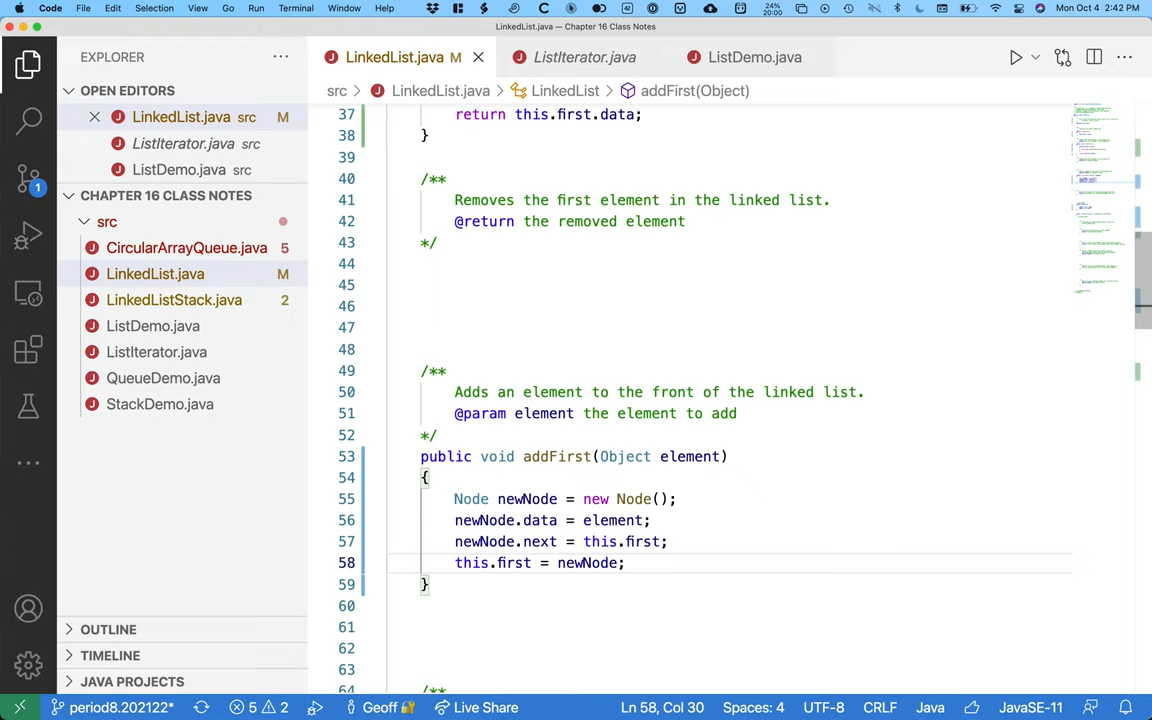 Code File Edit Selection View Go Run Terminal Window Help 24% 20:00 Mon Oct 4 2:42 PM
LinkedList.java — Chapter 16 Class Notes
EXPLORER
LinkedList.java M
ListIterator.java
ListDemo.java
OPEN EDITORS
src > LinkedList.java > LinkedList > addFirst(Object)
LinkedList.java src M
ListIterator.java src
ListDemo.java src
CHAPTER 16 CLASS NOTES
src
CircularArrayQueue.java 5
LinkedList.java M
LinkedListStack.java 2
ListDemo.java
ListIterator.java
QueueDemo.java
StackDemo.java
OUTLINE
TIMELINE
JAVA PROJECTS
1
37 return this.first.data;
38 }
39
40 /**
41 Removes the first element in the linked list.
42 @return the removed element
43 */
44
45
46
47
48
49 /**
50 Adds an element to the front of the linked list.
51 @param element the element to add
52 */
53 public void addFirst(Object element)
54 {
55 Node newNode = new Node();
56 newNode.data = element;
57 newNode.next = this.first;
58 this.first = newNode;
59 }
60
61
62
63
64 /**
period8.202122* 5 2 Geoff Live Share Ln 58, Col 30 Spaces: 4 UTF-8 CRLF Java JavaSE-11